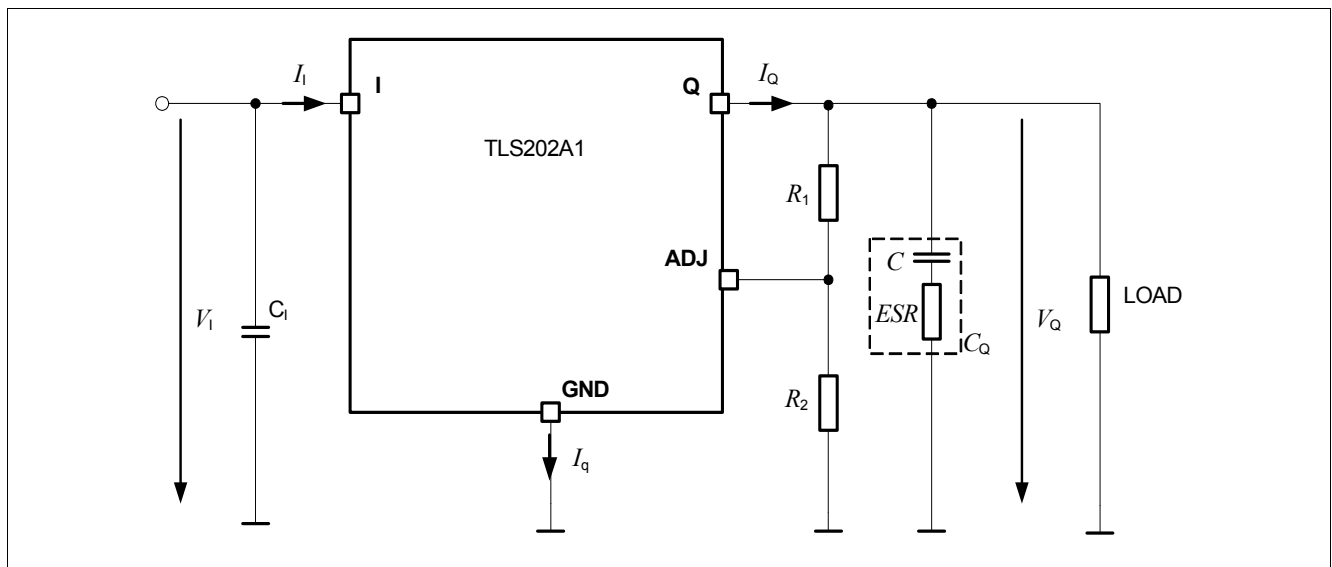 I_I
I
Q
I_Q
TLS202A1
R_1
ADJ
C
LOAD
V_I
C_I
ESR
V_Q
C_Q
GND
R_2
I_q